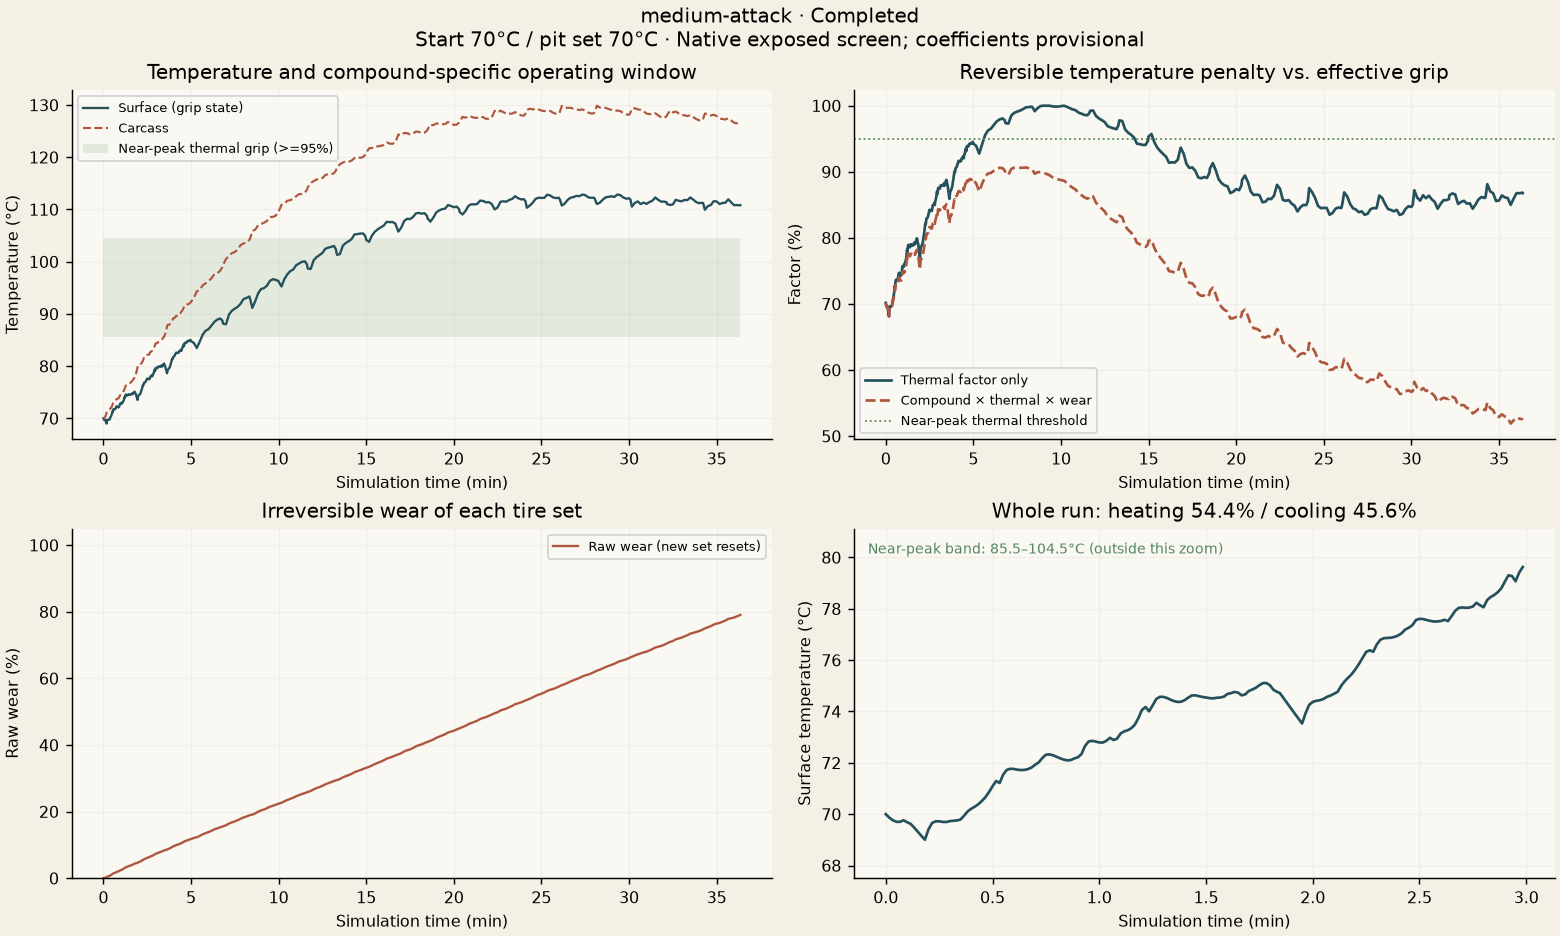 medium-attack · Completed
Start 70°C / pit set 70°C · Native exposed screen; coefficients provisional
Temperature and compound-specific operating window
Surface (grip state)
Carcass
Near-peak thermal grip (>=95%)
Temperature (°C)
130
120
110
100
90
80
70
0 5 10 15 20 25 30 35
Simulation time (min)
Reversible temperature penalty vs. effective grip
Factor (%)
100
90
80
70
60
50
Thermal factor only
Compound × thermal × wear
Near-peak thermal threshold
0 5 10 15 20 25 30 35
Simulation time (min)
Irreversible wear of each tire set
Raw wear (new set resets)
Raw wear (%)
100
80
60
40
20
0
0 5 10 15 20 25 30 35
Simulation time (min)
Whole run: heating 54.4% / cooling 45.6%
Near-peak band: 85.5–104.5°C (outside this zoom)
Surface temperature (°C)
80
78
76
74
72
70
68
0.0 0.5 1.0 1.5 2.0 2.5 3.0
Simulation time (min)